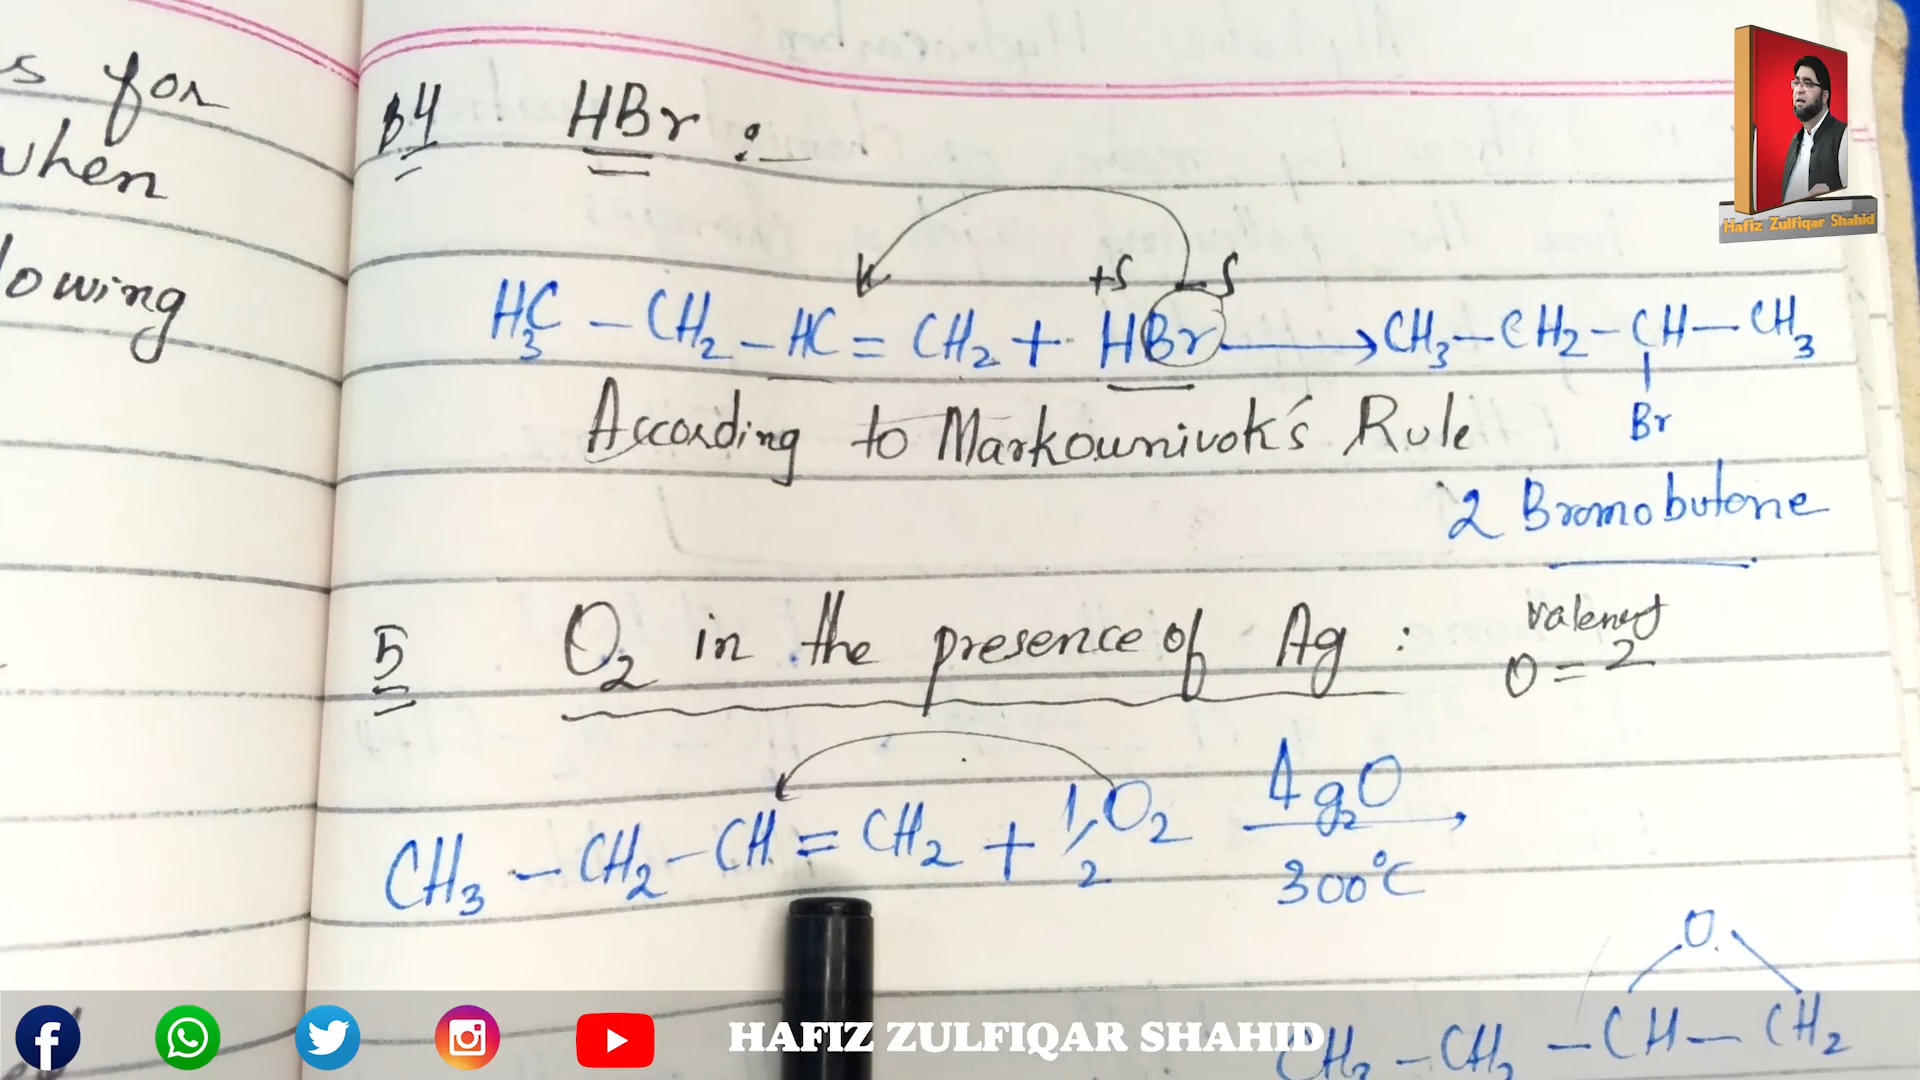 s for
when
lowing
4 HBr :-
+δ -δ
H₃C – CH₂ – HC = CH₂ + HBr → CH₃ – CH₂ – CH – CH₃
|
Br
According to Markounivok's Rule
2 Bromobutane
5 O₂ in the presence of Ag :
valency
O = 2
CH₃ – CH₂ – CH = CH₂ + 1/2 O₂ Ag₂O →
300°C
O
CH₃ – CH₂ – CH – CH₂
Hafiz Zulfiqar Shahid
HAFIZ ZULFIQAR SHAHID